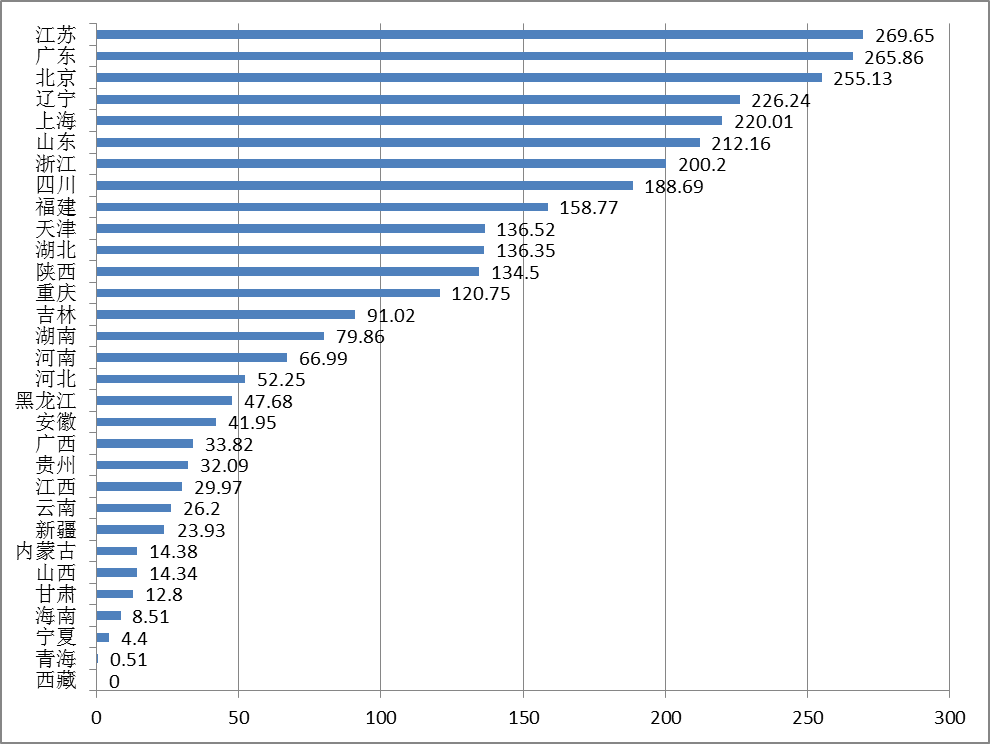 江苏 269.65
广东 265.86
北京 255.13
辽宁 226.24
上海 220.01
山东 212.16
浙江 200.2
四川 188.69
福建 158.77
天津 136.52
湖北 136.35
陕西 134.5
重庆 120.75
吉林 91.02
湖南 79.86
河南 66.99
河北 52.25
黑龙江 47.68
安徽 41.95
广西 33.82
贵州 32.09
江西 29.97
云南 26.2
新疆 23.93
内蒙古 14.38
山西 14.34
甘肃 12.8
海南 8.51
宁夏 4.4
青海 0.51
西藏 0
0 50 100 150 200 250 300